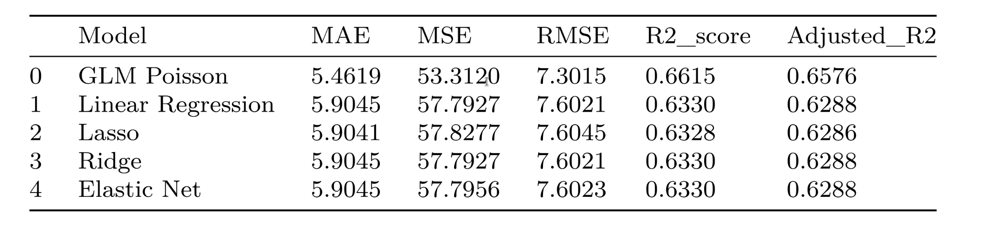 Model MAE MSE RMSE R2_score Adjusted_R2
0 GLM Poisson 5.4619 53.3120 7.3015 0.6615 0.6576
1 Linear Regression 5.9045 57.7927 7.6021 0.6330 0.6288
2 Lasso 5.9041 57.8277 7.6045 0.6328 0.6286
3 Ridge 5.9045 57.7927 7.6021 0.6330 0.6288
4 Elastic Net 5.9045 57.7956 7.6023 0.6330 0.6288